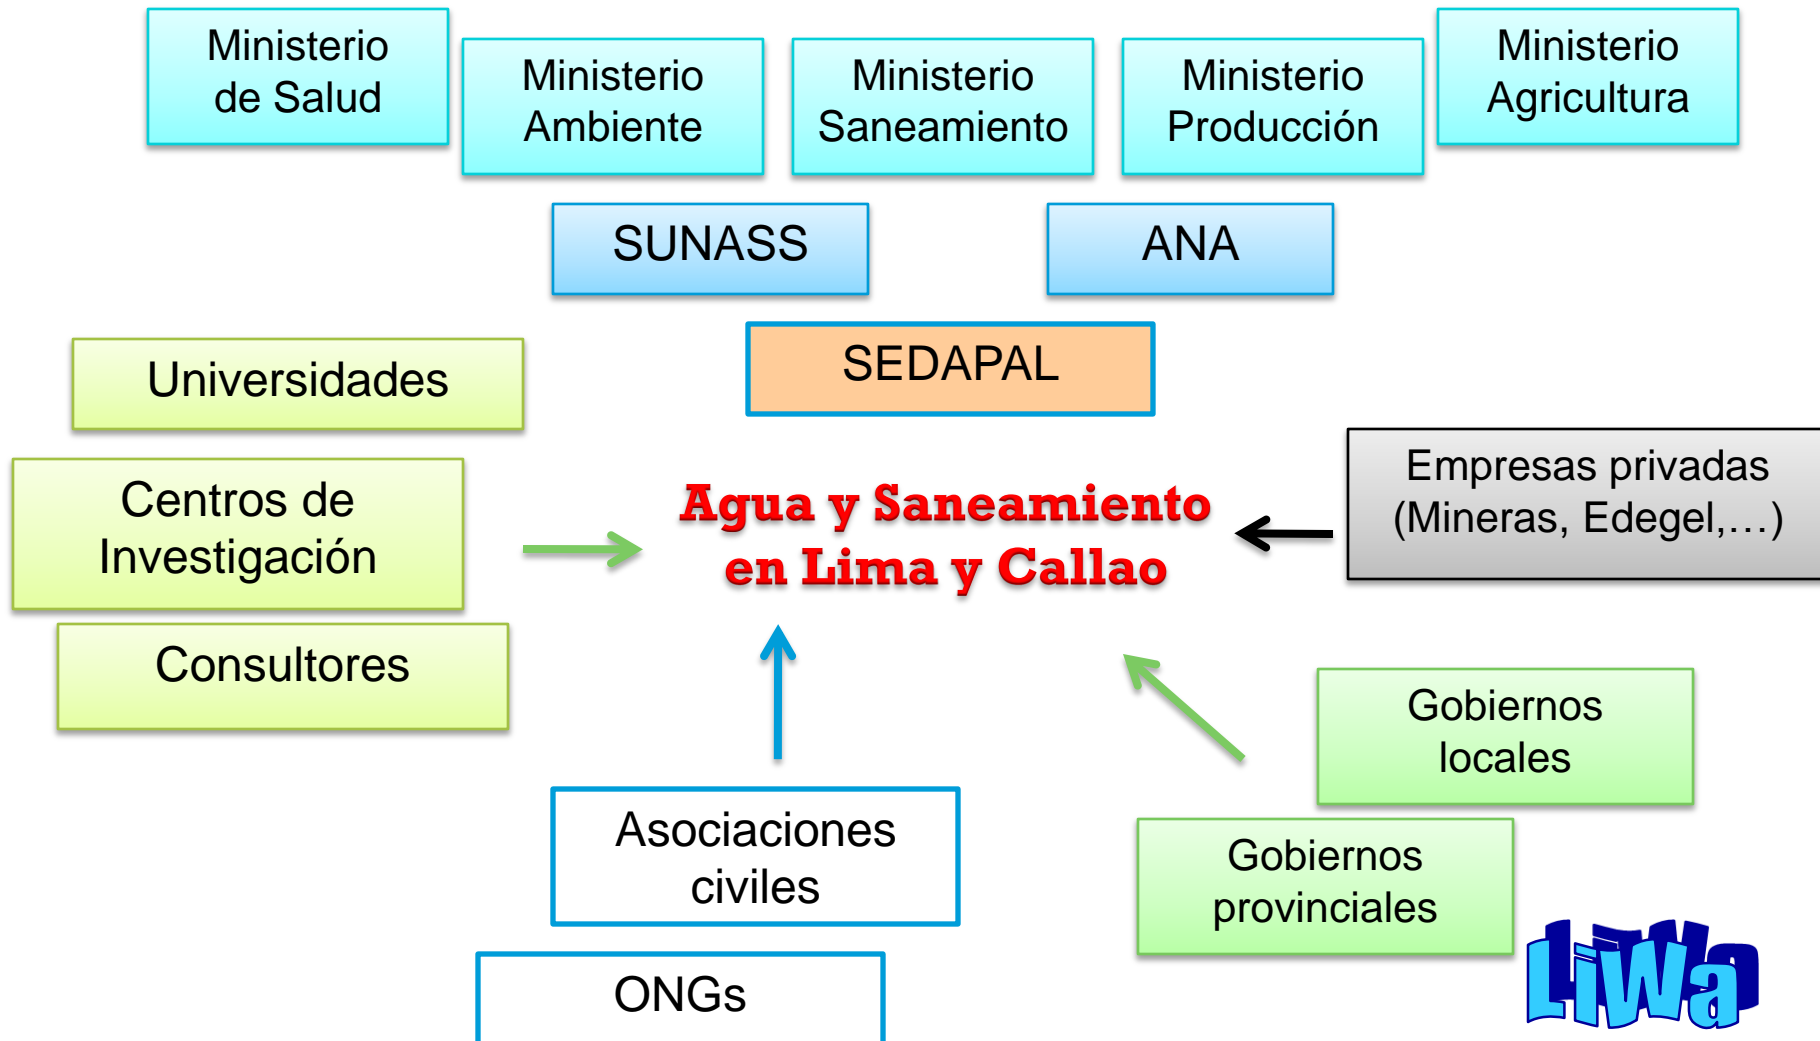 Ministerio
de Salud
Ministerio
Ambiente
Ministerio
Saneamiento
Ministerio
Producción
Ministerio
Agricultura
SUNASS
ANA
SEDAPAL
Universidades
Centros de
Investigación
Consultores
Agua y Saneamiento
en Lima y Callao
Empresas privadas
(Mineras, Edegel,…)
Gobiernos
locales
Gobiernos
provinciales
Asociaciones
civiles
ONGs
LiWa